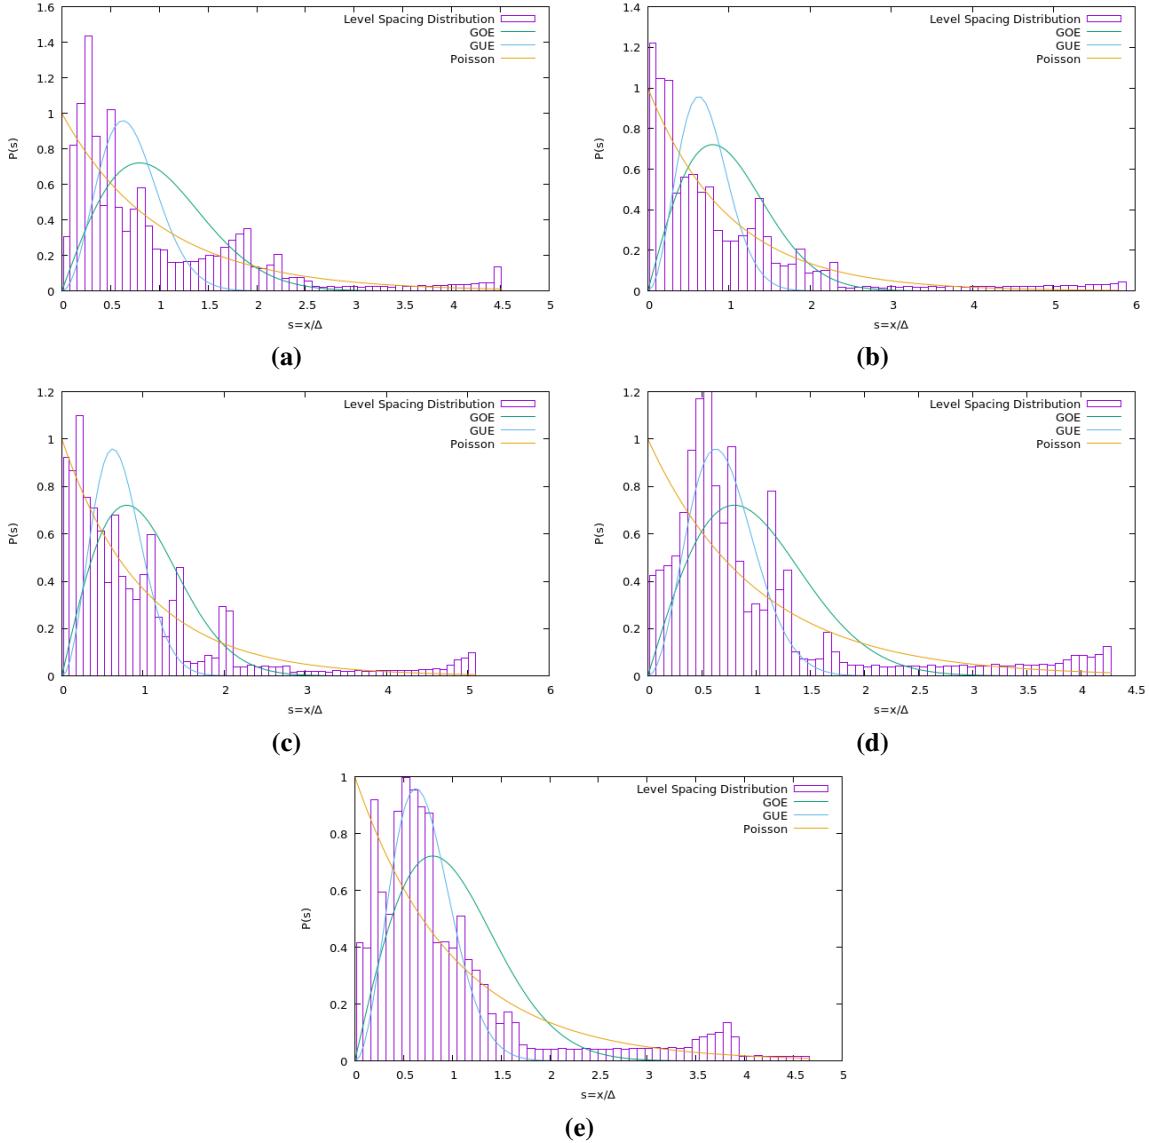 1.6
1.4
1.2
1
0.8
0.6
0.4
0.2
0
P(s)
Level Spacing Distribution
GOE
GUE
Poisson
0 0.5 1 1.5 2 2.5 3 3.5 4 4.5 5
s=x/Δ
(a)
1.4
1.2
1
0.8
0.6
0.4
0.2
0
P(s)
Level Spacing Distribution
GOE
GUE
Poisson
0 1 2 3 4 5 6
s=x/Δ
(b)
1.2
1
0.8
0.6
0.4
0.2
0
P(s)
Level Spacing Distribution
GOE
GUE
Poisson
0 1 2 3 4 5 6
s=x/Δ
(c)
1.2
1
0.8
0.6
0.4
0.2
0
P(s)
Level Spacing Distribution
GOE
GUE
Poisson
0 0.5 1 1.5 2 2.5 3 3.5 4 4.5
s=x/Δ
(d)
1
0.8
0.6
0.4
0.2
0
P(s)
Level Spacing Distribution
GOE
GUE
Poisson
0 0.5 1 1.5 2 2.5 3 3.5 4 4.5 5
s=x/Δ
(e)